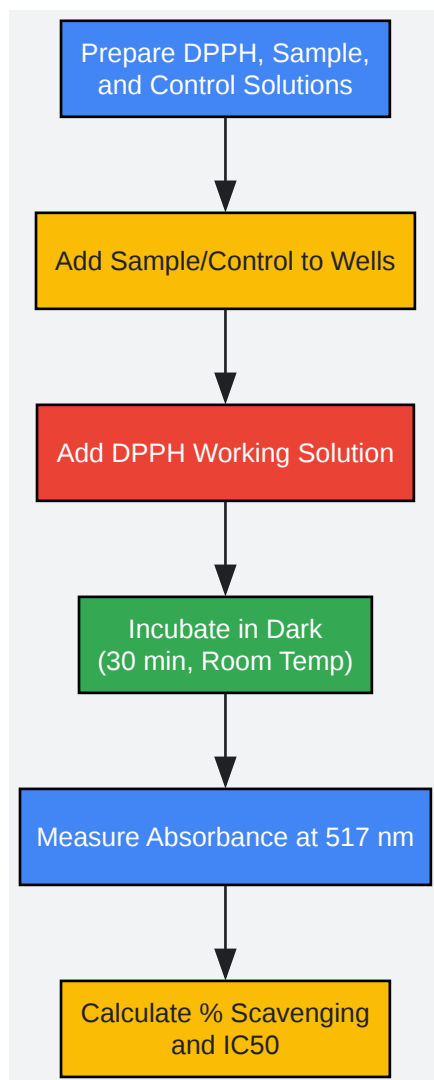 Prepare DPPH, Sample,
and Control Solutions
Add Sample/Control to Wells
Add DPPH Working Solution
Incubate in Dark
(30 min, Room Temp)
Measure Absorbance at 517 nm
Calculate % Scavenging
and IC50